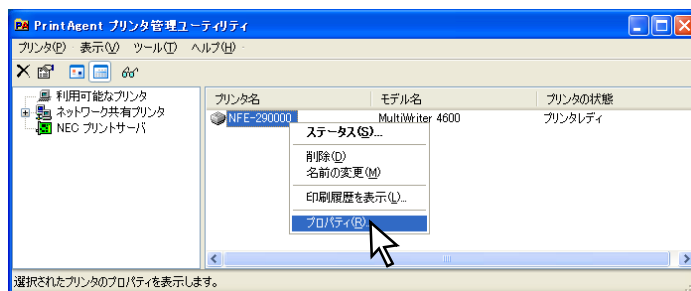 PrintAgent プリンタ管理ユーティリティ
プリンタ(P) 表示(V) ツール(T) ヘルプ(H)
利用可能なプリンタ
ネットワーク共有プリンタ
NEC プリントサーバ
プリンタ名 モデル名 プリンタの状態
NFE-290000 MultiWriter 4600 プリンタレディ
ステータス(S)...
削除(D)
名前の変更(M)
印刷履歴を表示(L)...
プロパティ(R)...
選択されたプリンタのプロパティを表示します。